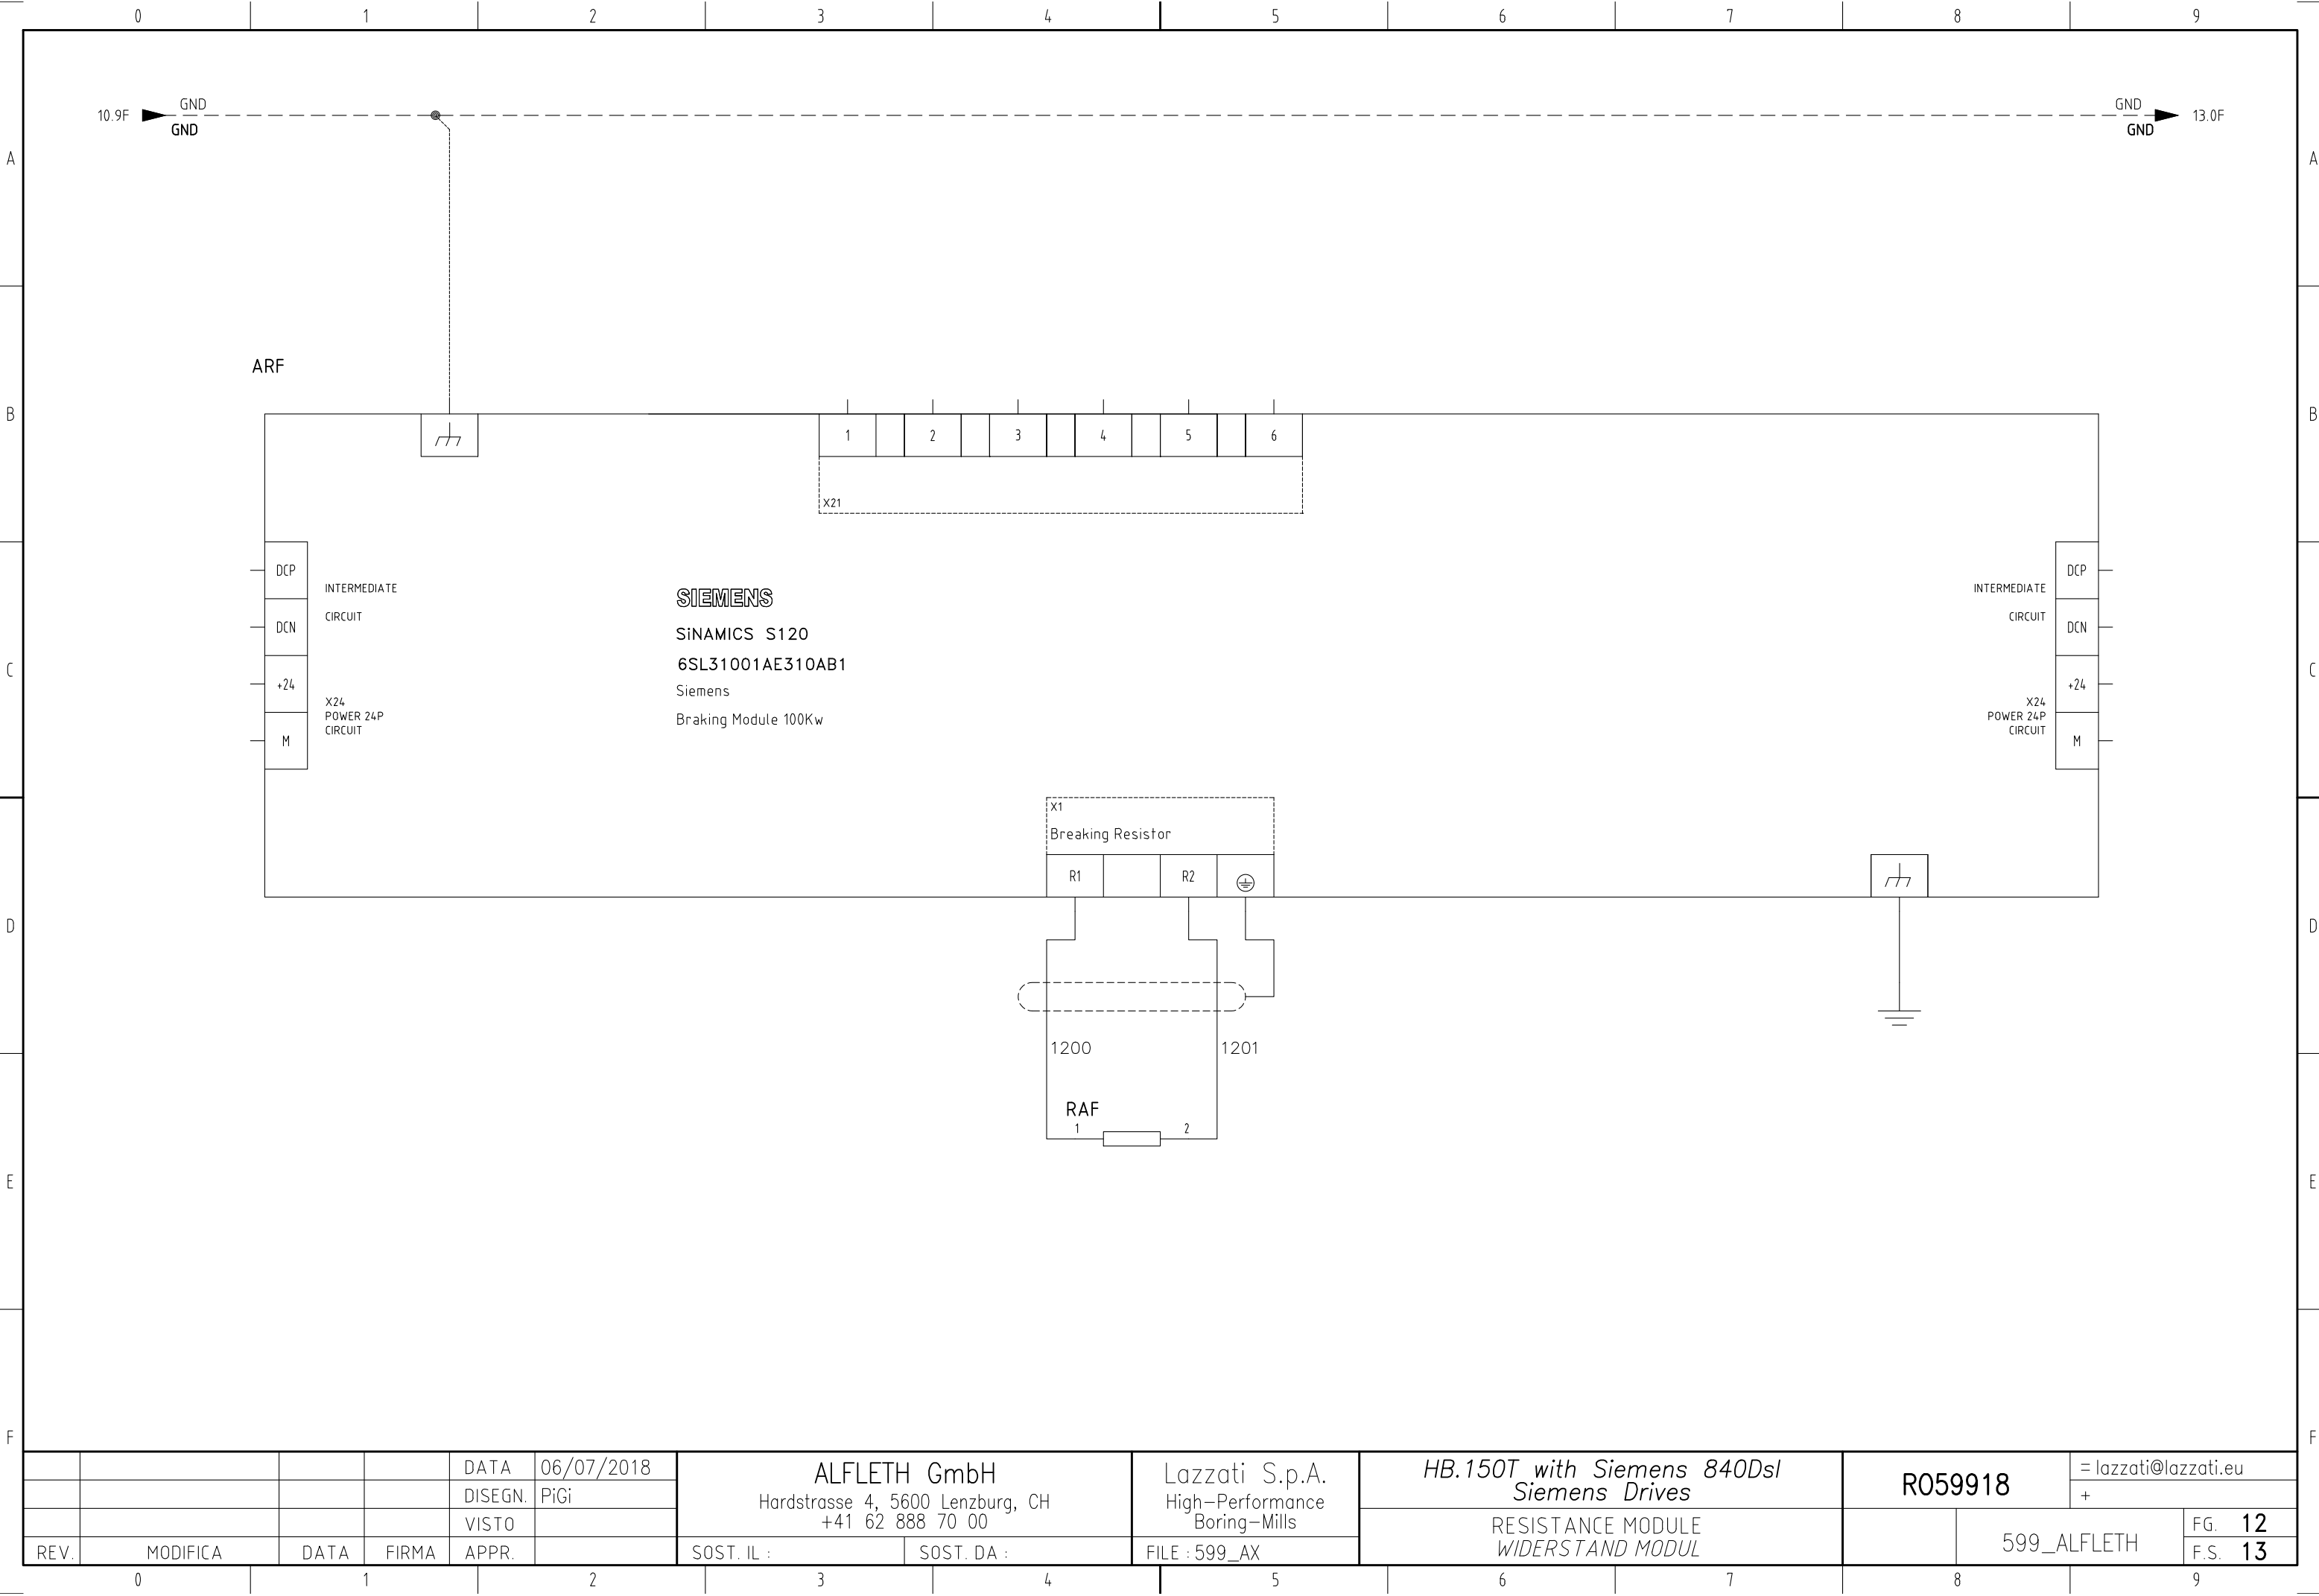 0 1 2 3 4 5 6 7 8 9
10.9F GND GND 13.0F
GND GND
A A
ARF
B B
1 2 3 4 5 6
X21
DCP DCP
INTERMEDIATE SIEMENS INTERMEDIATE
CIRCUIT CIRCUIT
DCN SiNAMICS S120 DCN
6SL31001AE310AB1
C C
+24 Siemens +24
X24 X24
POWER 24P Braking Module 100Kw POWER 24P
CIRCUIT CIRCUIT
M M
X1
Breaking Resistor
R1 R2
D D
1200 1201
RAF
1 2
E E
F F
DATA 06/07/2018
DISEGN. PiGi
VISTO
REV. MODIFICA DATA FIRMA APPR.
ALFLETH GmbH
Hardstrasse 4, 5600 Lenzburg, CH
+41 62 888 70 00
SOST. IL : SOST. DA :
Lazzati S.p.A.
High-Performance
Boring-Mills
FILE : 599_AX
HB.150T with Siemens 840Dsl
Siemens Drives
RESISTANCE MODULE
WIDERSTAND MODUL
RO59918
= lazzati@lazzati.eu
+
599_ALFLETH
FG. 12
F.S. 13
0 1 2 3 4 5 6 7 8 9